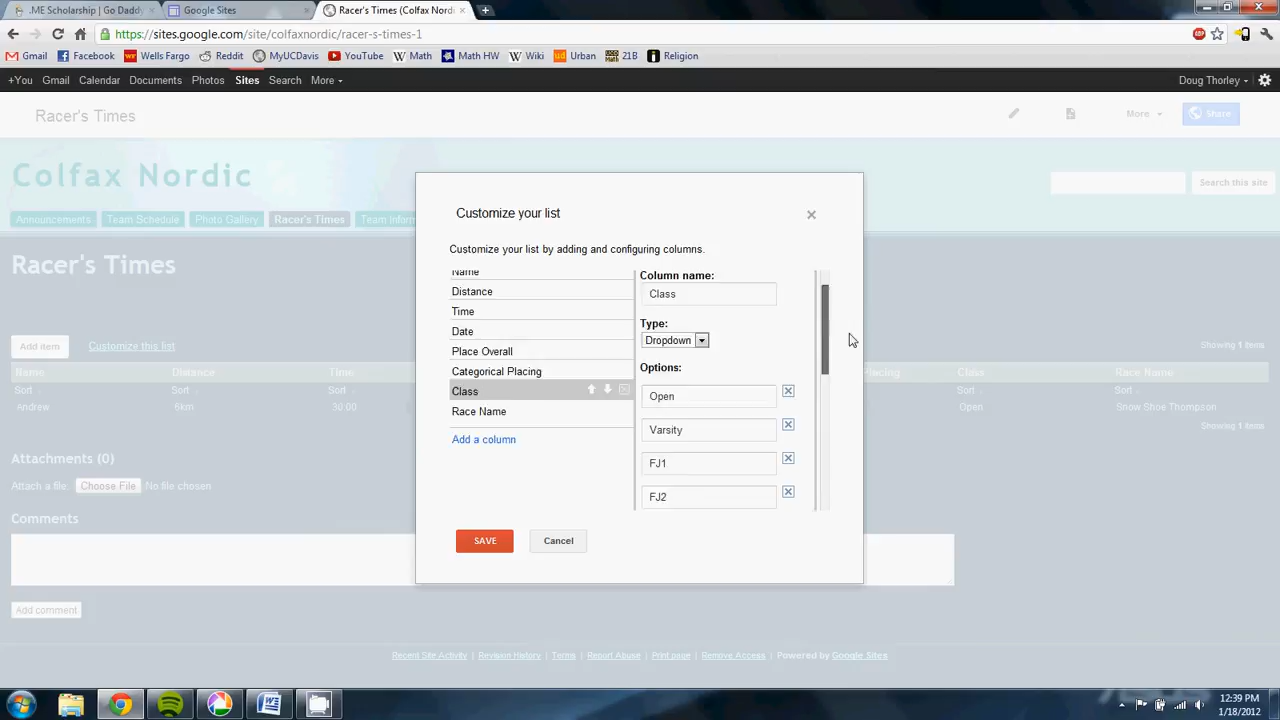 .ME Scholarship | Go Daddy
Google Sites
Racer's Times (Colfax Nordic)
https://sites.google.com/site/colfaxnordic/racer-s-times-1
Gmail Facebook Wells Fargo Reddit MyUCDavis YouTube Math Math HW Wiki Urban 21B Religion
+You Gmail Calendar Documents Photos Sites Search More
Doug Thorley
Racer's Times
More
Share
Colfax Nordic
Search this site
Announcements Team Schedule Photo Gallery Racer's Times Team Inform
Racer's Times
Customize your list
Customize your list by adding and configuring columns.
Name
Distance
Time
Date
Place Overall
Categorical Placing
Class
Race Name
Add a column
Column name:
Class
Type:
Dropdown
Options:
Open
Varsity
FJ1
FJ2
SAVE Cancel
Add item Customize this list
Showing 1 items
Name Distance Time Placing Class Race Name
Sort Sort Sort Sort Sort
Andrew 6km 30:00 Open Snow Shoe Thompson
Showing 1 items
Attachments (0)
Attach a file: Choose File No file chosen
Comments
Add comment
Recent Site Activity | Revision History | Terms | Report Abuse | Print page | Remove Access | Powered by Google Sites
12:39 PM
1/18/2012